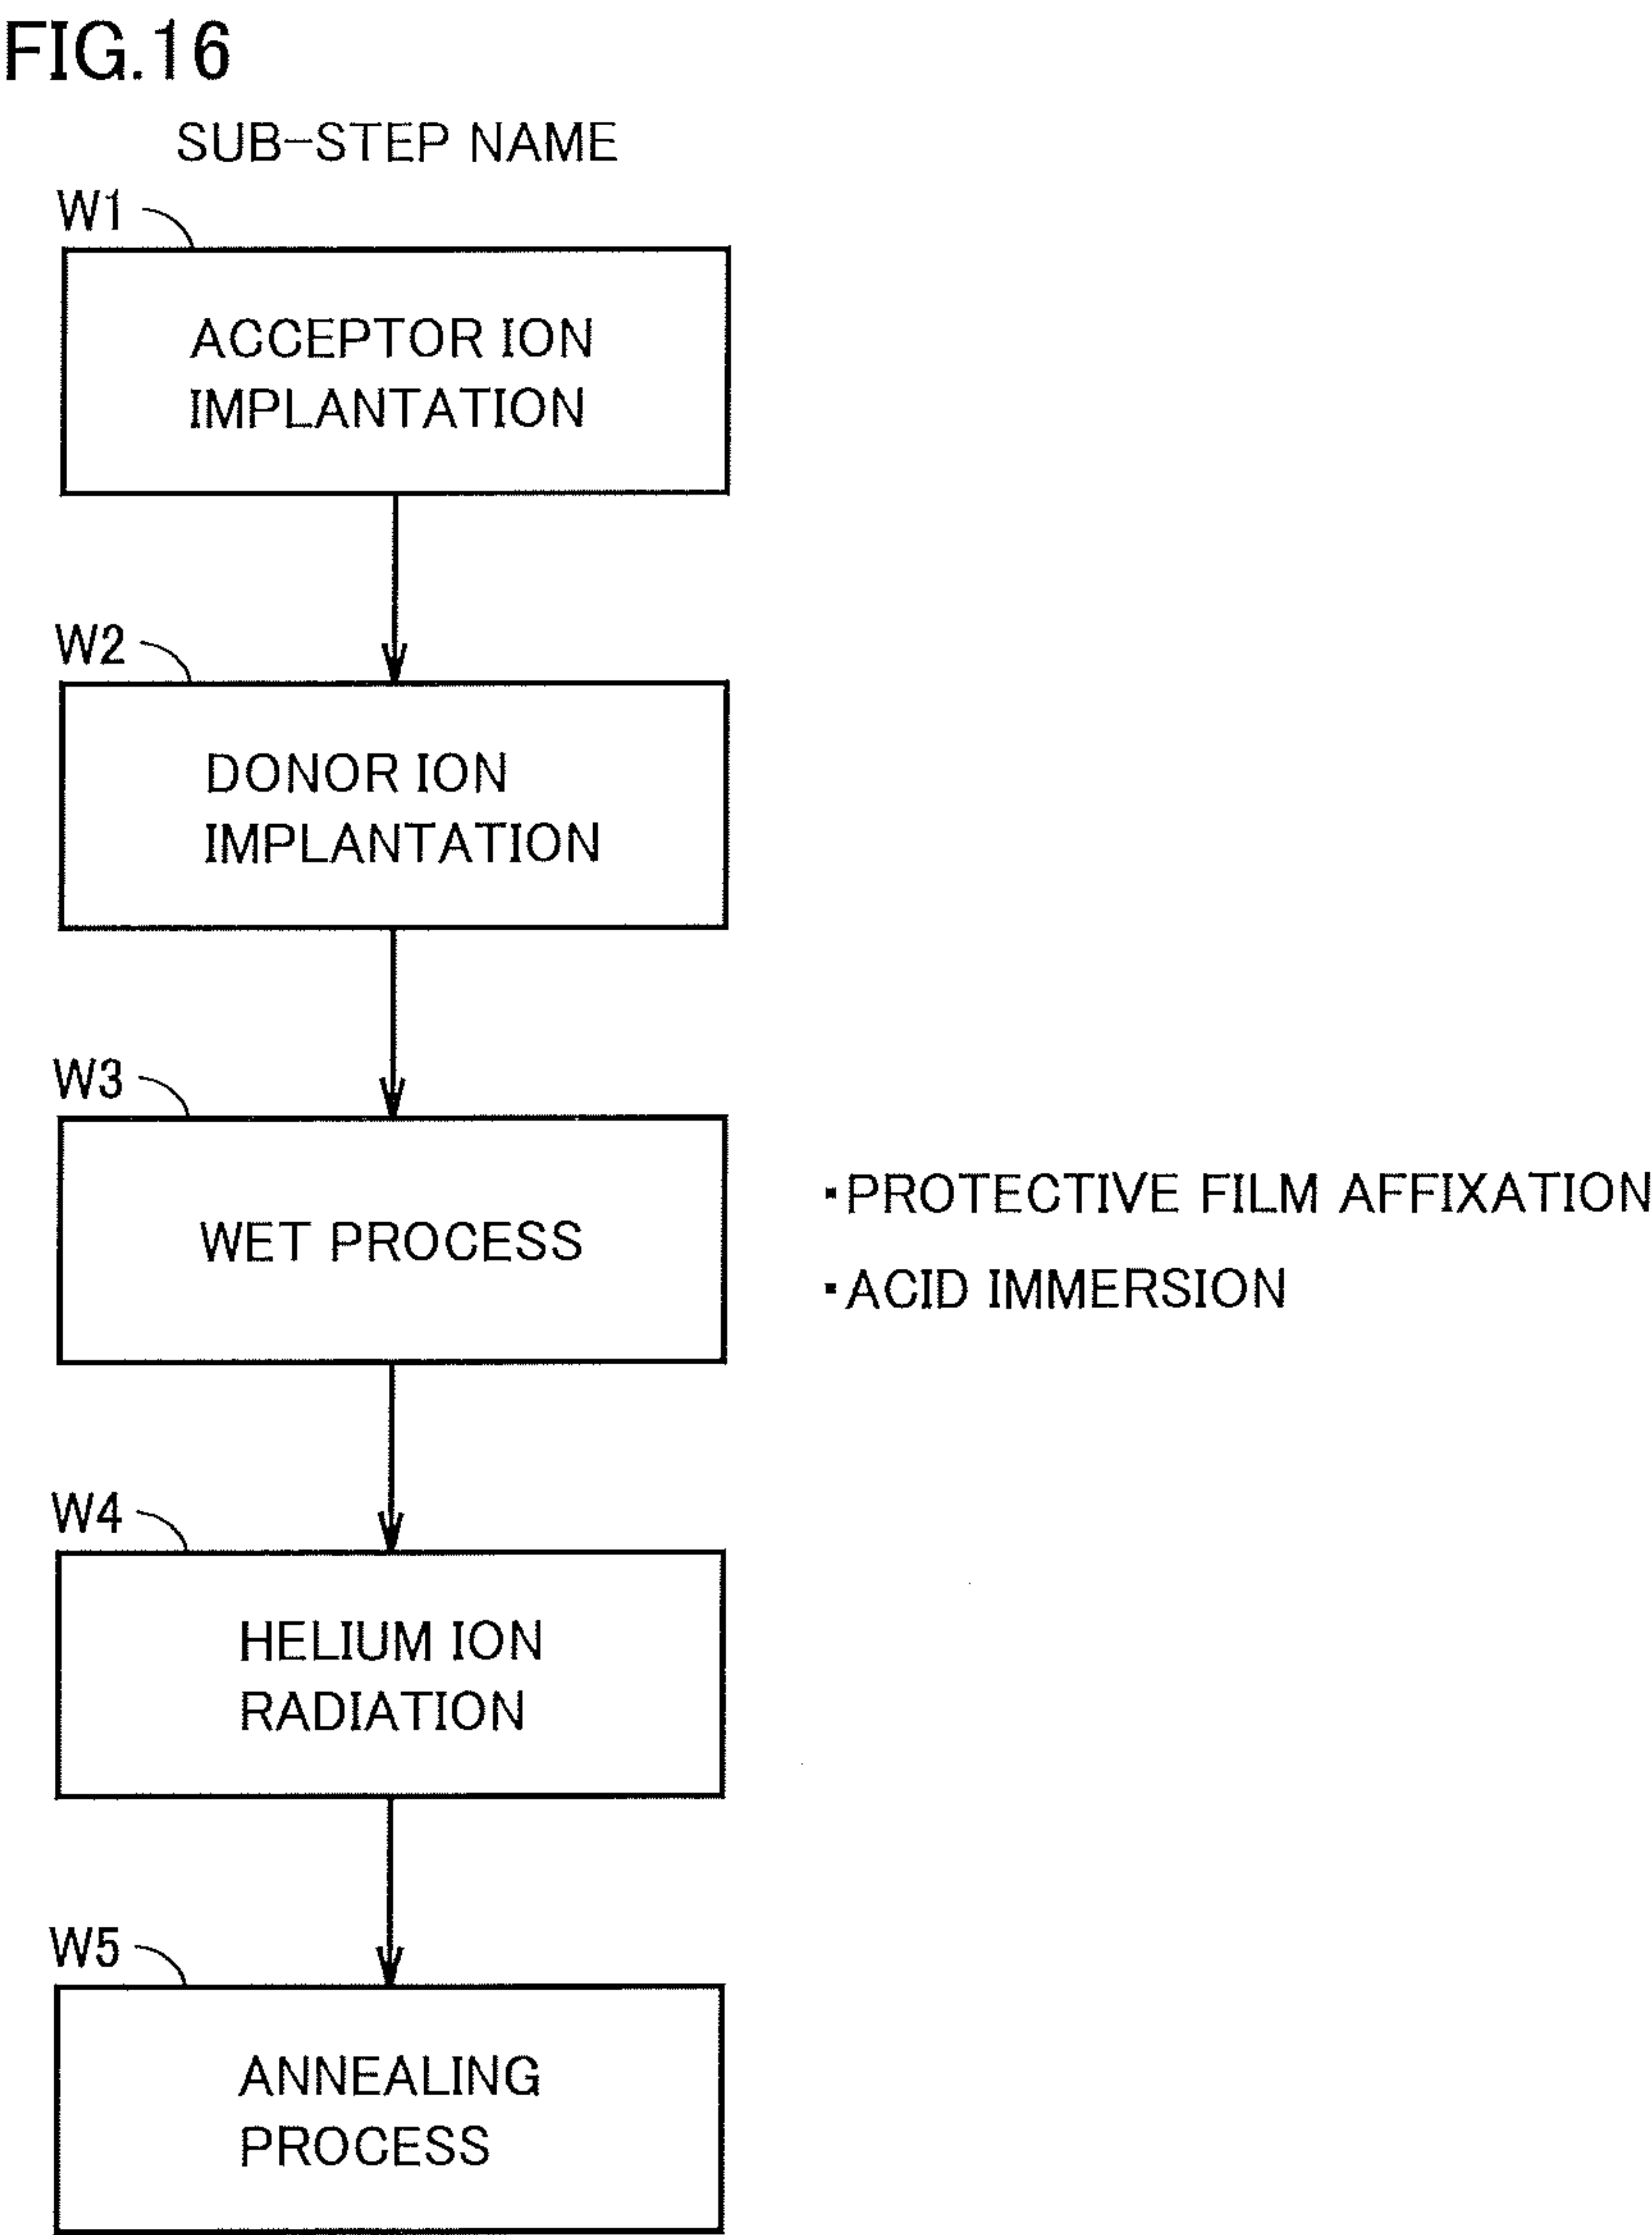 FIG.16
SUB-STEP NAME
W1
ACCEPTOR ION
IMPLANTATION
W2
DONOR ION
IMPLANTATION
W3
WET PROCESS
▪PROTECTIVE FILM AFFIXATION
▪ACID IMMERSION
W4
HELIUM ION
RADIATION
W5
ANNEALING
PROCESS